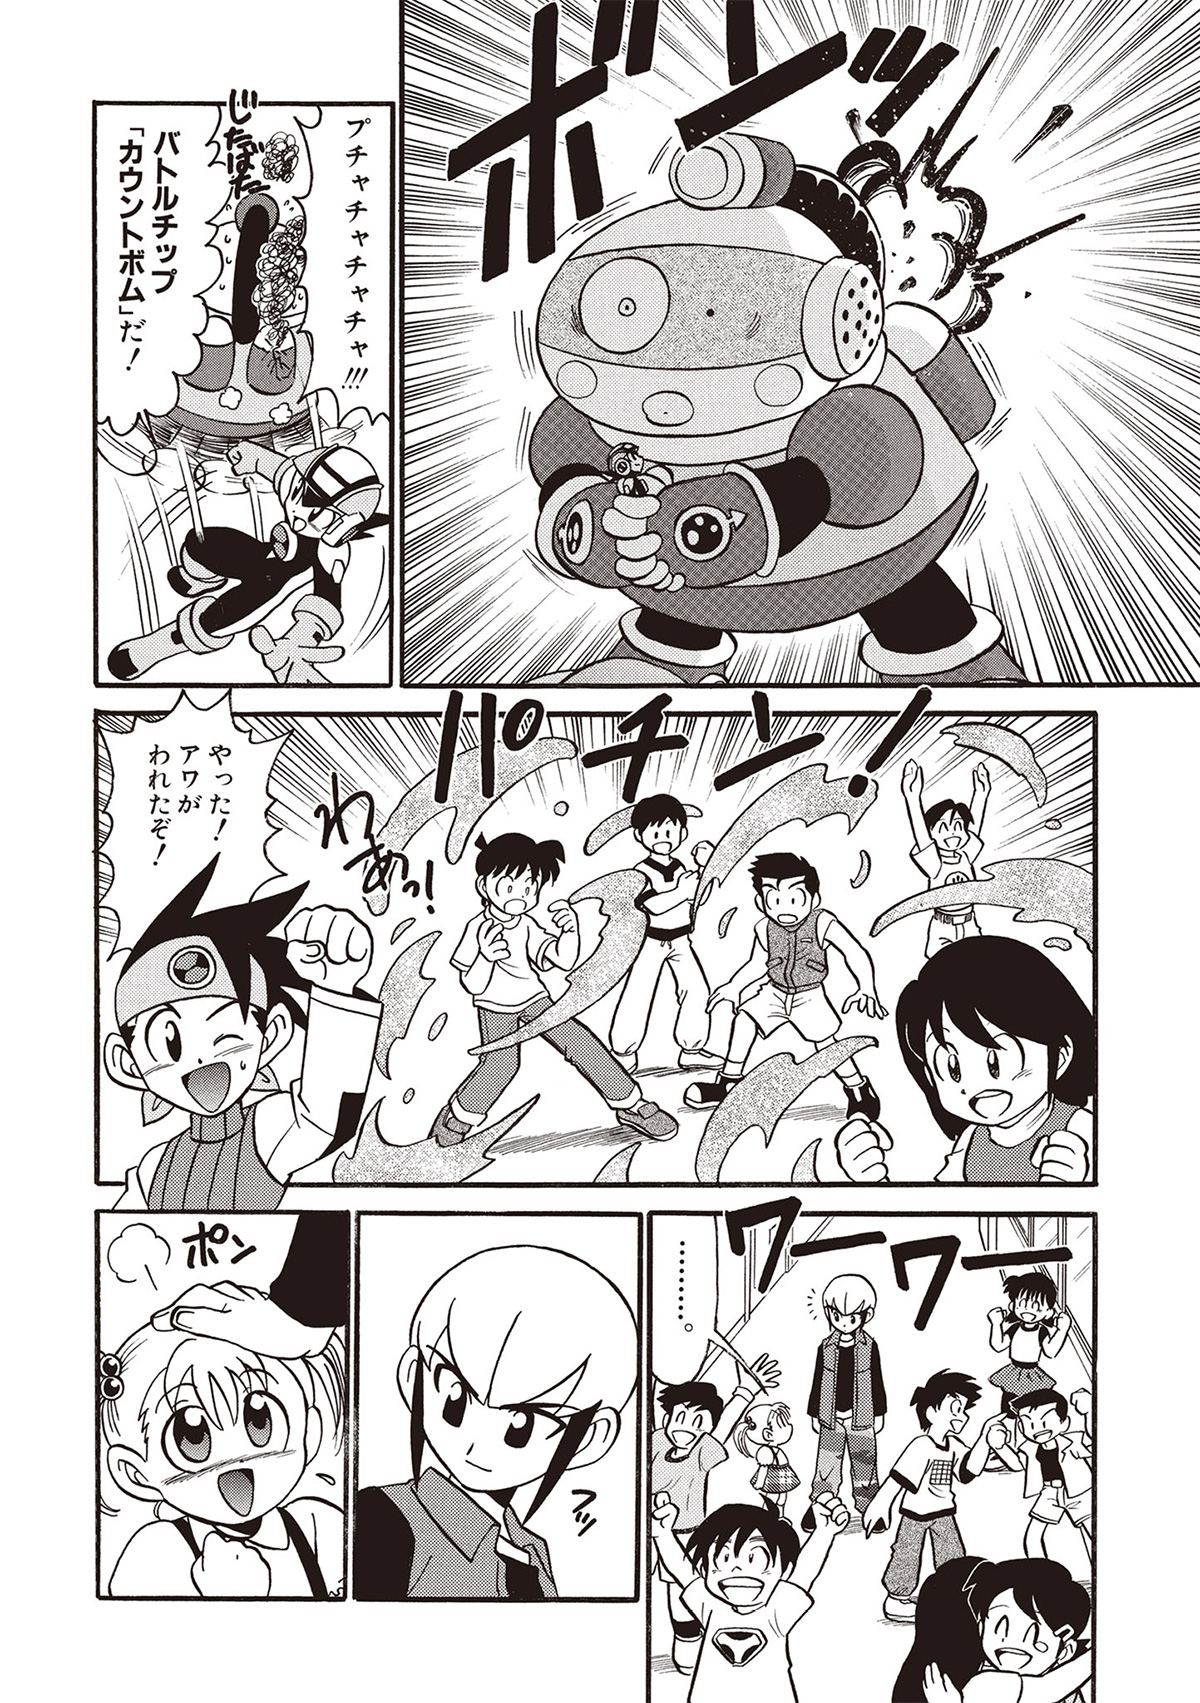 ボンッ
プチャチャチャチャチャ!!!
じたばた
バトルチップ
「カウントボム」だ!
パチン!
わぁあっ!
やった!
アワが
われたぞ!
ワーワー
………。
フッ
ポン